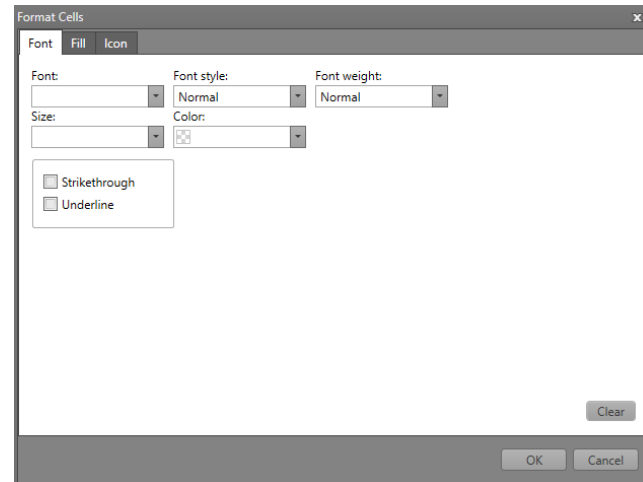 Format Cells x
Font Fill Icon
Font: Font style: Font weight:
Normal Normal
Size: Color:
Strikethrough
Underline
Clear
OK Cancel